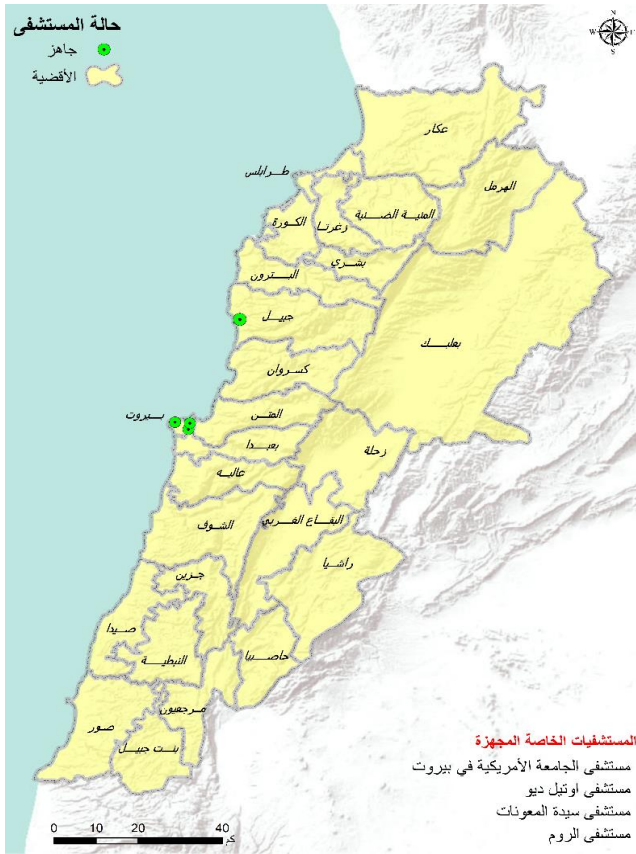 حالة المستشفى
جاهز
الأقضية
N
W
E
S
عكار
طرابلس
الهرمل
المنية الضنية
زغرتا
الكورة
بشري
البترون
جبيل
بعلبك
كسروان
المتن
بيروت
بعبدا
زحلة
عاليه
البقاع الغربي
الشوف
راشيا
جزين
صيدا
حاصبيا
النبطية
مرجعيون
صور
بنت جبيل
المستشفيات الخاصة المجهزة
مستشفى الجامعة الأمريكية في بيروت
مستشفى اوتيل ديو
مستشفى سيدة المعونات
مستشفى الروم
0 10 20 40
كم